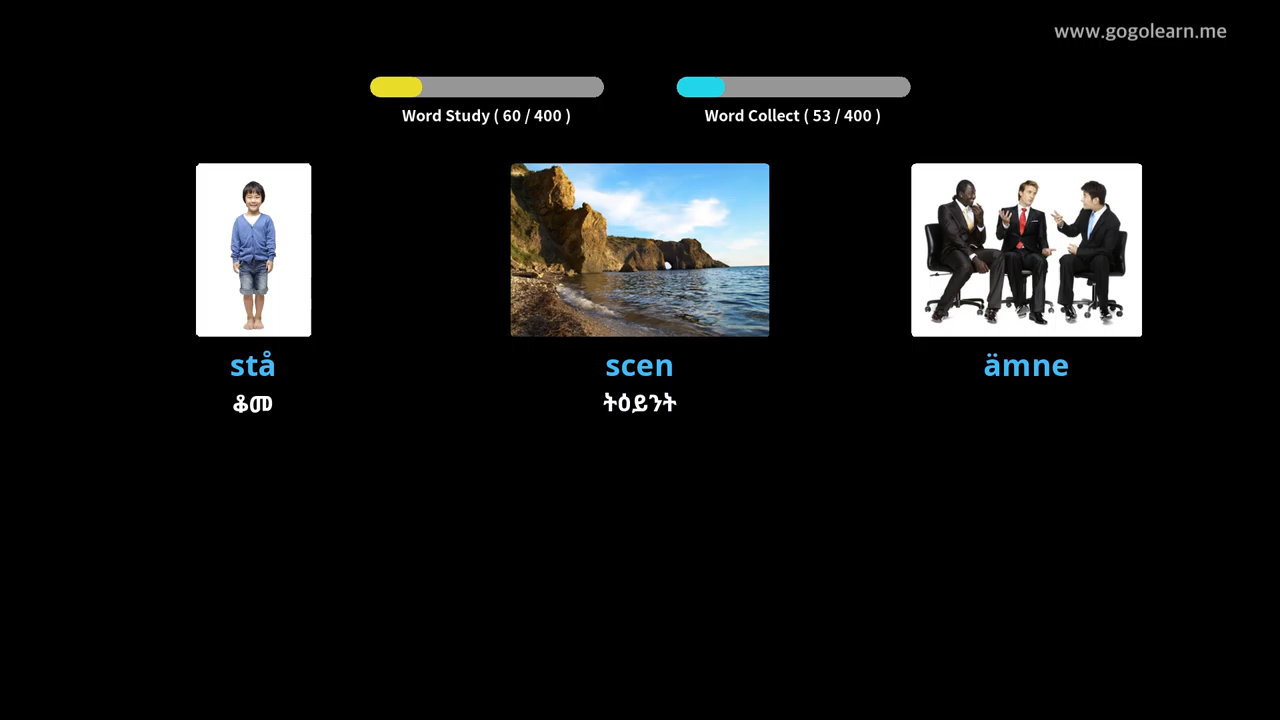 www.gogolearn.me
Word Study ( 60 / 400 )
Word Collect ( 53 / 400 )
stå
scen
ämne
ቆመ
ትዕይንት